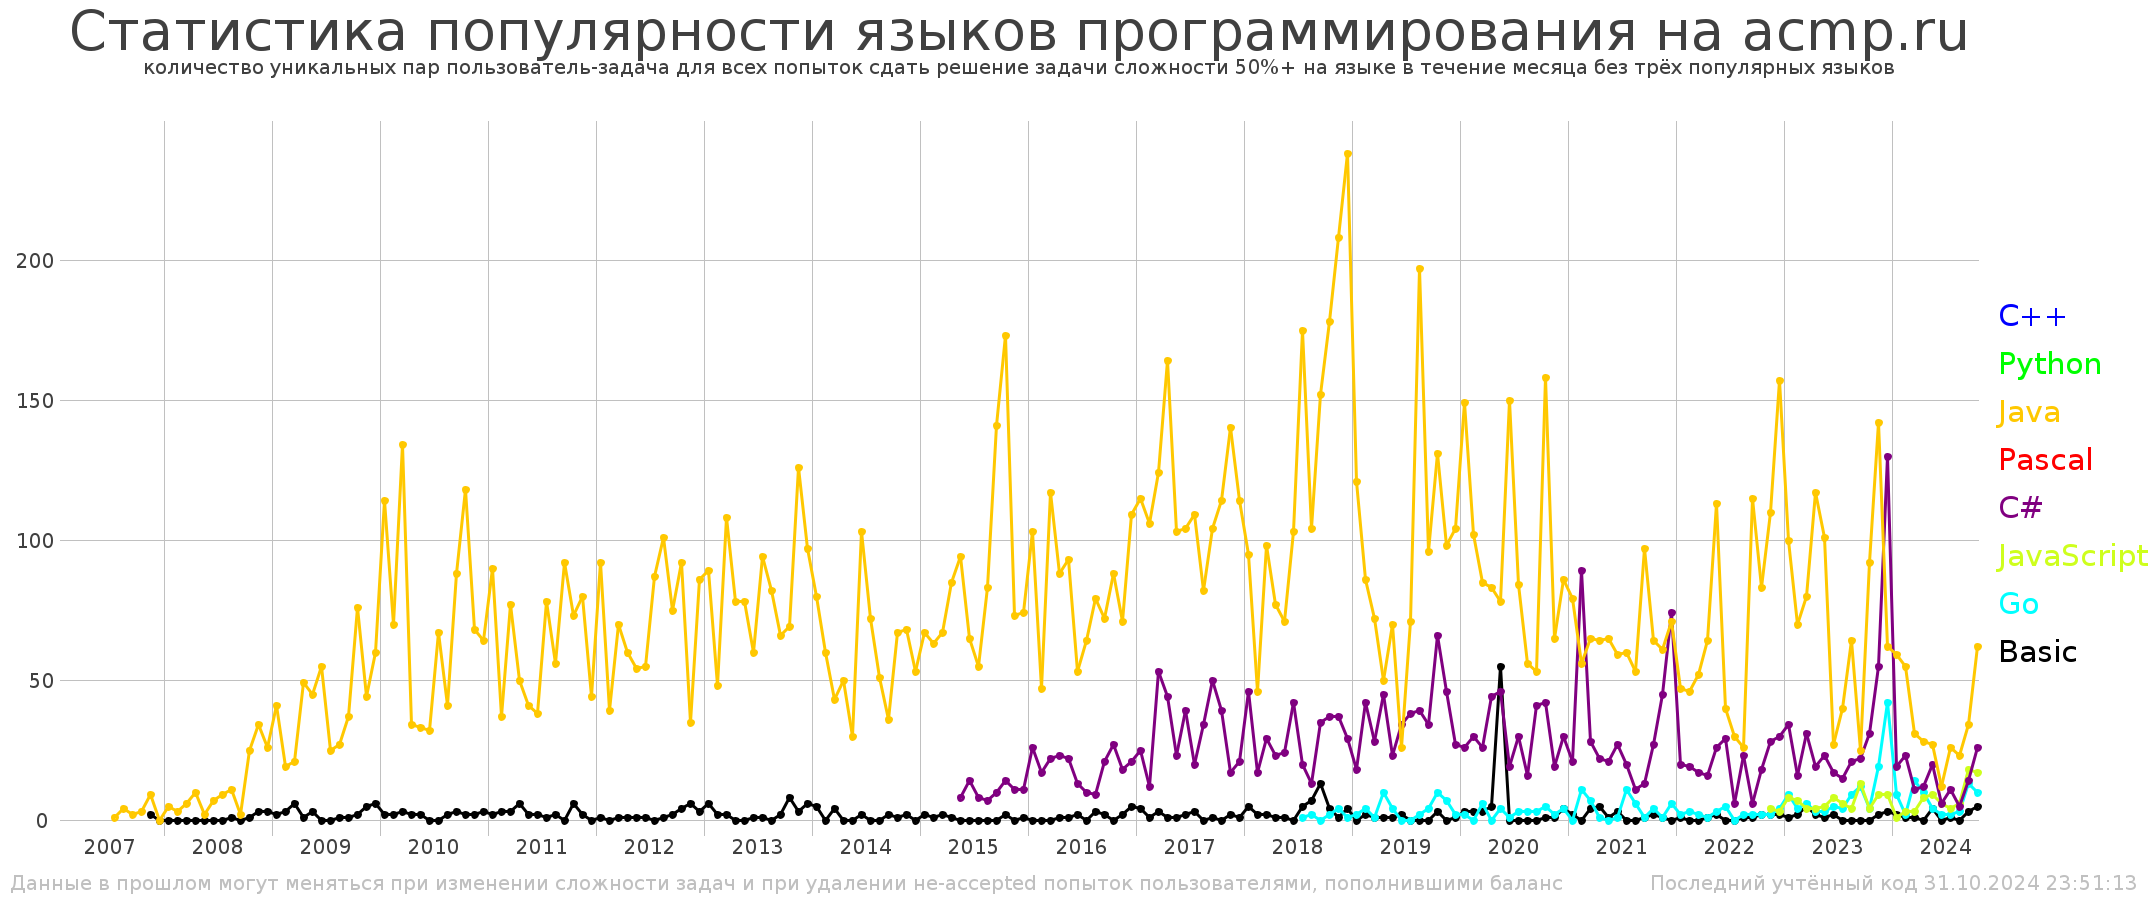 Статистика популярности языков программирования на acmp.ru
количество уникальных пар пользователь-задача для всех попыток сдать решение задачи сложности 50%+ на языке в течение месяца без трёх популярных языков
200
150
100
50
0
C++
Python
Java
Pascal
C#
JavaScript
Go
Basic
2007 2008 2009 2010 2011 2012 2013 2014 2015 2016 2017 2018 2019 2020 2021 2022 2023 2024
Данные в прошлом могут меняться при изменении сложности задач и при удалении не-accepted попыток пользователями, пополнившими баланс
Последний учтённый код 31.10.2024 23:51:13